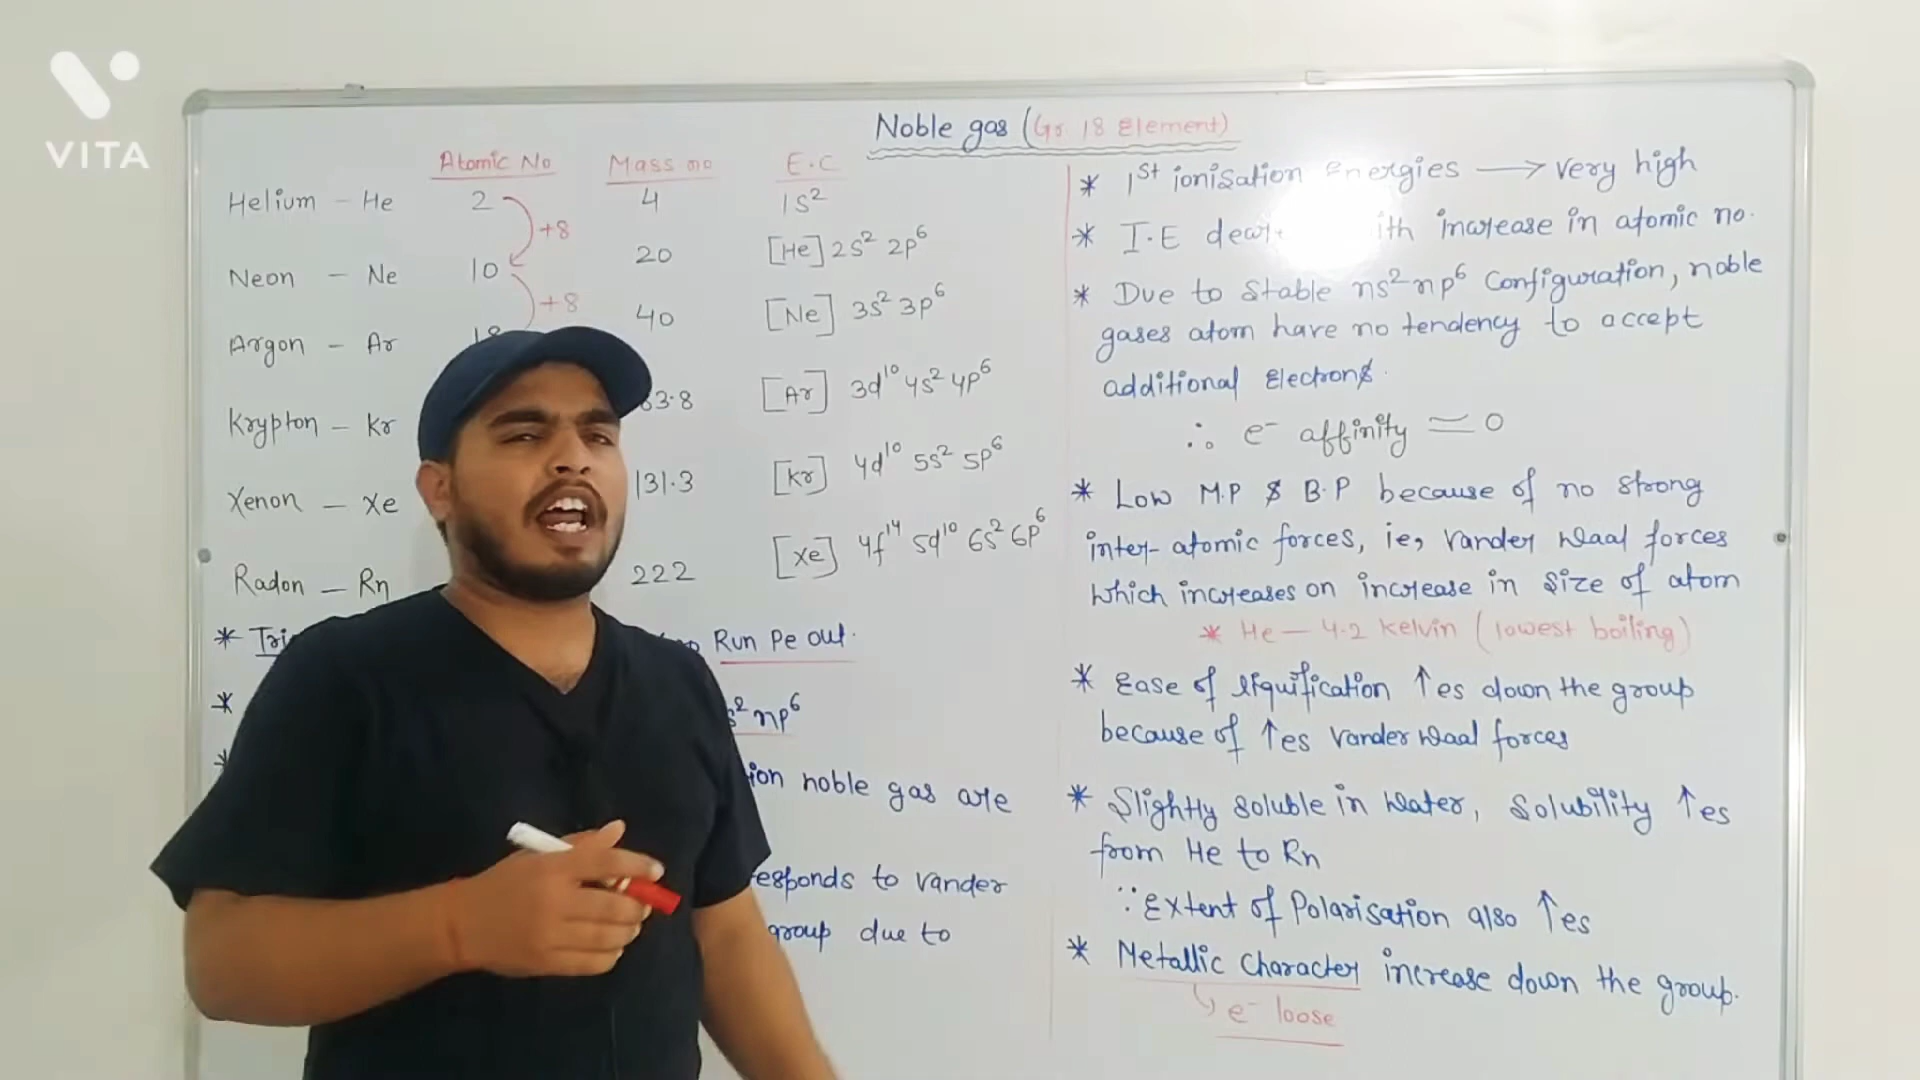 VITA
Noble gas (Gr 18 Element)
Atomic No Mass no E.C
Helium - He 2 4 1s²
+8
Neon - Ne 10 20 [He] 2s² 2p⁶
+8
Argon - Ar 18 40 [Ne] 3s² 3p⁶
Krypton - Kr 83.8 [Ar] 3d¹⁰ 4s² 4p⁶
Xenon - Xe 131.3 [Kr] 4d¹⁰ 5s² 5p⁶
Radon - Rn 222 [Xe] 4f¹⁴ 5d¹⁰ 6s² 6p⁶
* Run Pe out.
* s² np⁶
noble gas are
to vander
group due to
* 1st ionisation Energies → very high
* I.E with increase in atomic no.
* Due to stable ns² np⁶ configuration, noble
gases atom have no tendency to accept
additional electrons.
∴ e⁻ affinity ≃ 0
* Low M.P & B.P because of no strong
inter-atomic forces, ie, vander waal forces
which increases on increase in size of atom
* He - 4.2 kelvin (lowest boiling)
* Ease of liquification ↑es down the group
because of ↑es vander waal forces
* Slightly soluble in water, solubility ↑es
from He to Rn
∵ Extent of Polarisation also ↑es
* Metallic Character increase down the group.
e⁻ loose